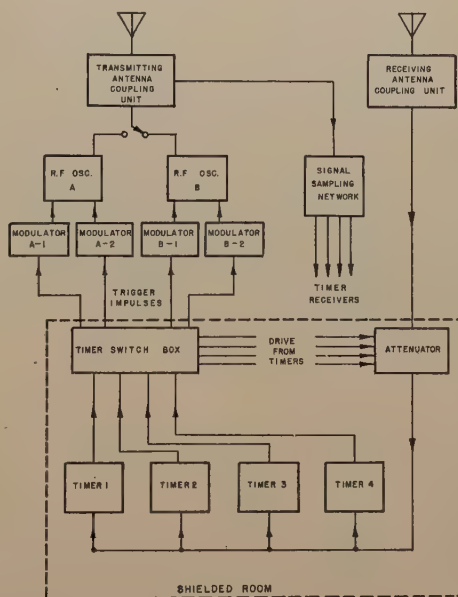 TRANSMITTING
ANTENNA
COUPLING
UNIT
RECEIVING
ANTENNA
COUPLING UNIT
R.F OSC.
A
R.F OSC.
B
SIGNAL
SAMPLING
NETWORK
MODULATOR
A-1
MODULATOR
A-2
MODULATOR
B-1
MODULATOR
B-2
TRIGGER
IMPULSES
TIMER
RECEIVERS
TIMER SWITCH BOX
DRIVE
FROM
TIMERS
ATTENUATOR
TIMER 1
TIMER 2
TIMER 3
TIMER 4
SHIELDED ROOM